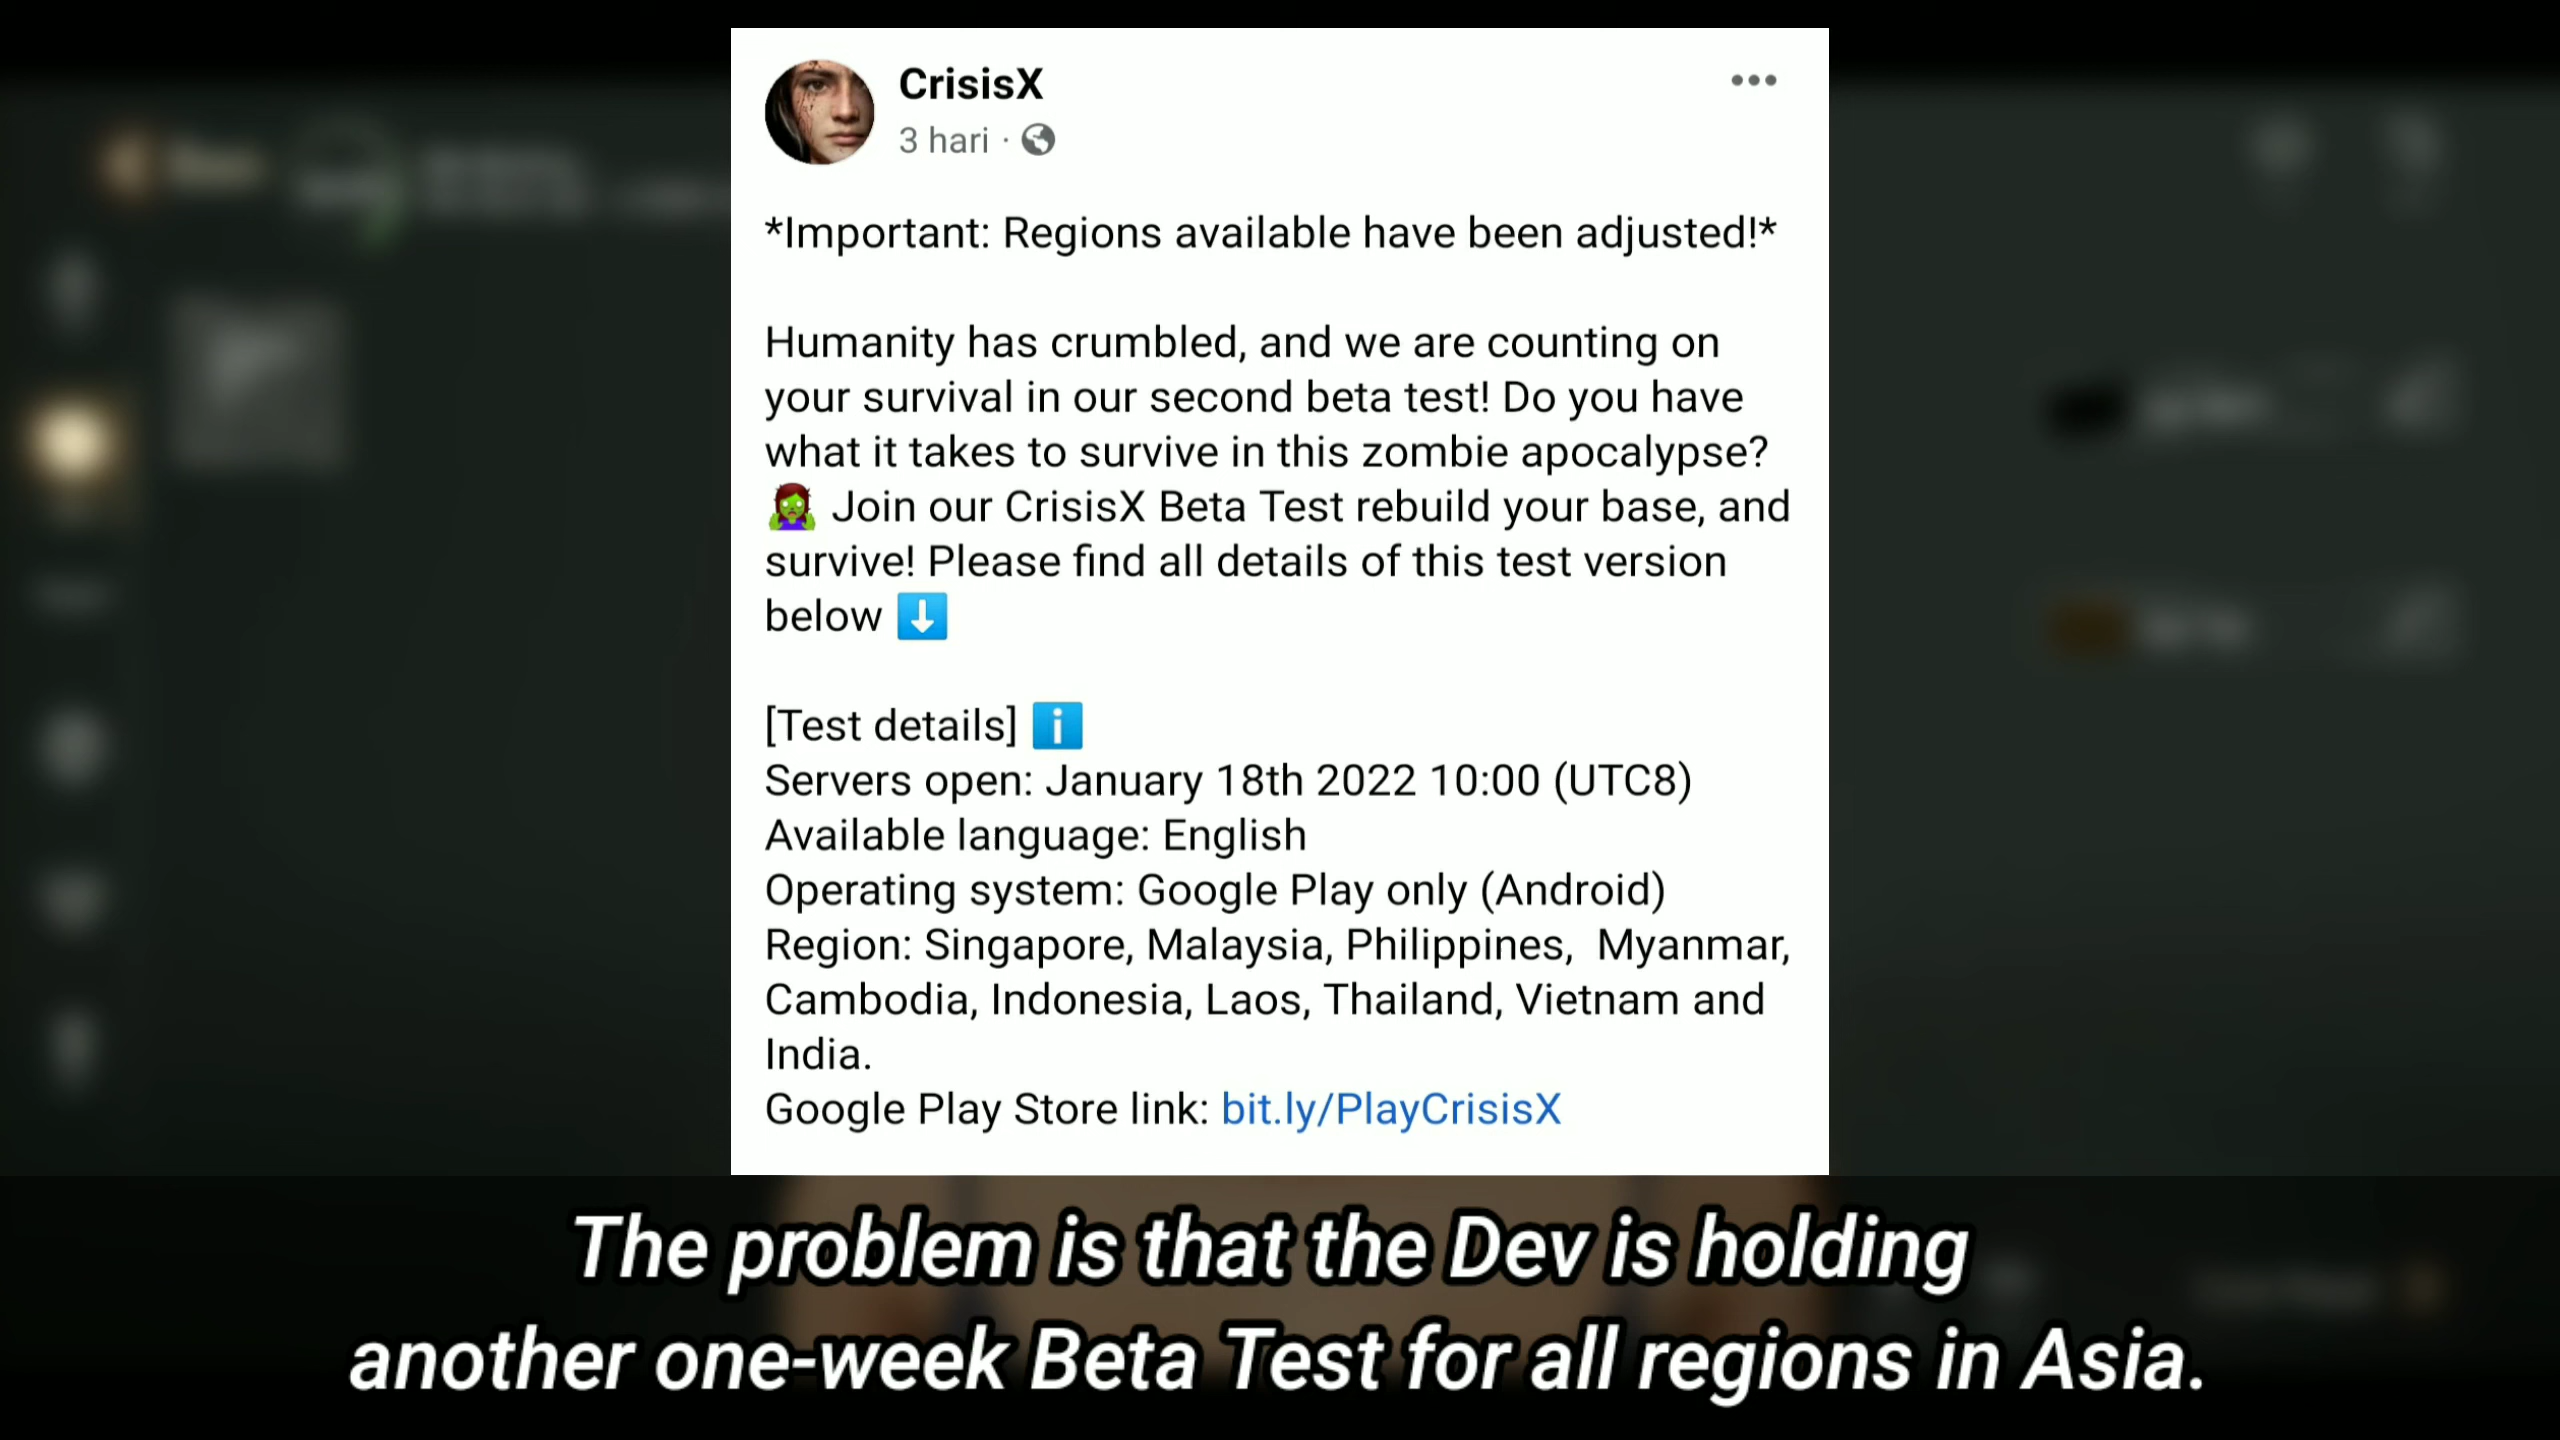 CrisisX
3 hari ·
*Important: Regions available have been adjusted!*
Humanity has crumbled, and we are counting on
your survival in our second beta test! Do you have
what it takes to survive in this zombie apocalypse?
🧟‍♀️ Join our CrisisX Beta Test rebuild your base, and
survive! Please find all details of this test version
below ⬇️
[Test details] ℹ️
Servers open: January 18th 2022 10:00 (UTC8)
Available language: English
Operating system: Google Play only (Android)
Region: Singapore, Malaysia, Philippines,  Myanmar,
Cambodia, Indonesia, Laos, Thailand, Vietnam and
India.
Google Play Store link: bit.ly/PlayCrisisX
The problem is that the Dev is holding
another one-week Beta Test for all regions in Asia.